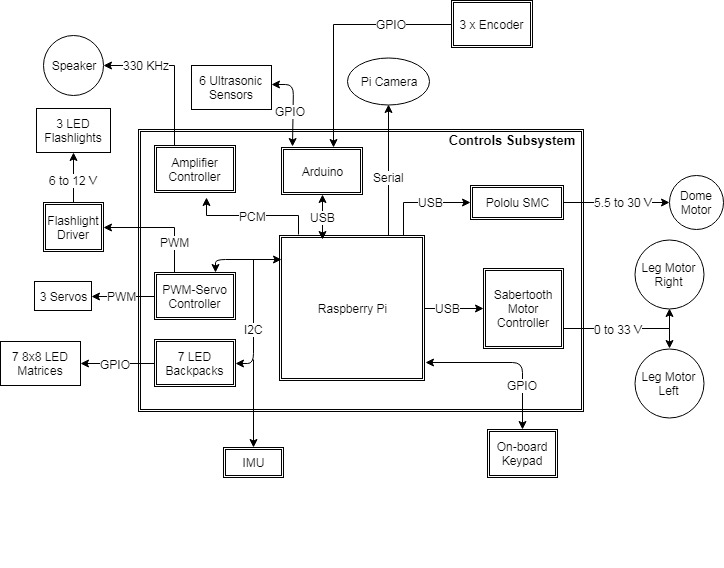 GPIO
3 x Encoder
Speaker
330 KHz
6 Ultrasonic
Sensors
GPIO
Pi Camera
3 LED
Flashlights
Controls Subsystem
Amplifier
Controller
Arduino
6 to 12 V
Serial
PCM
USB
USB
Pololu SMC
5.5 to 30 V
Dome
Motor
Flashlight
Driver
PWM
3 Servos
PWM
PWM-Servo
Controller
Raspberry Pi
USB
Sabertooth
Motor
Controller
Leg Motor
Right
0 to 33 V
I2C
7 8x8 LED
Matrices
GPIO
7 LED
Backpacks
GPIO
Leg Motor
Left
IMU
On-board
Keypad